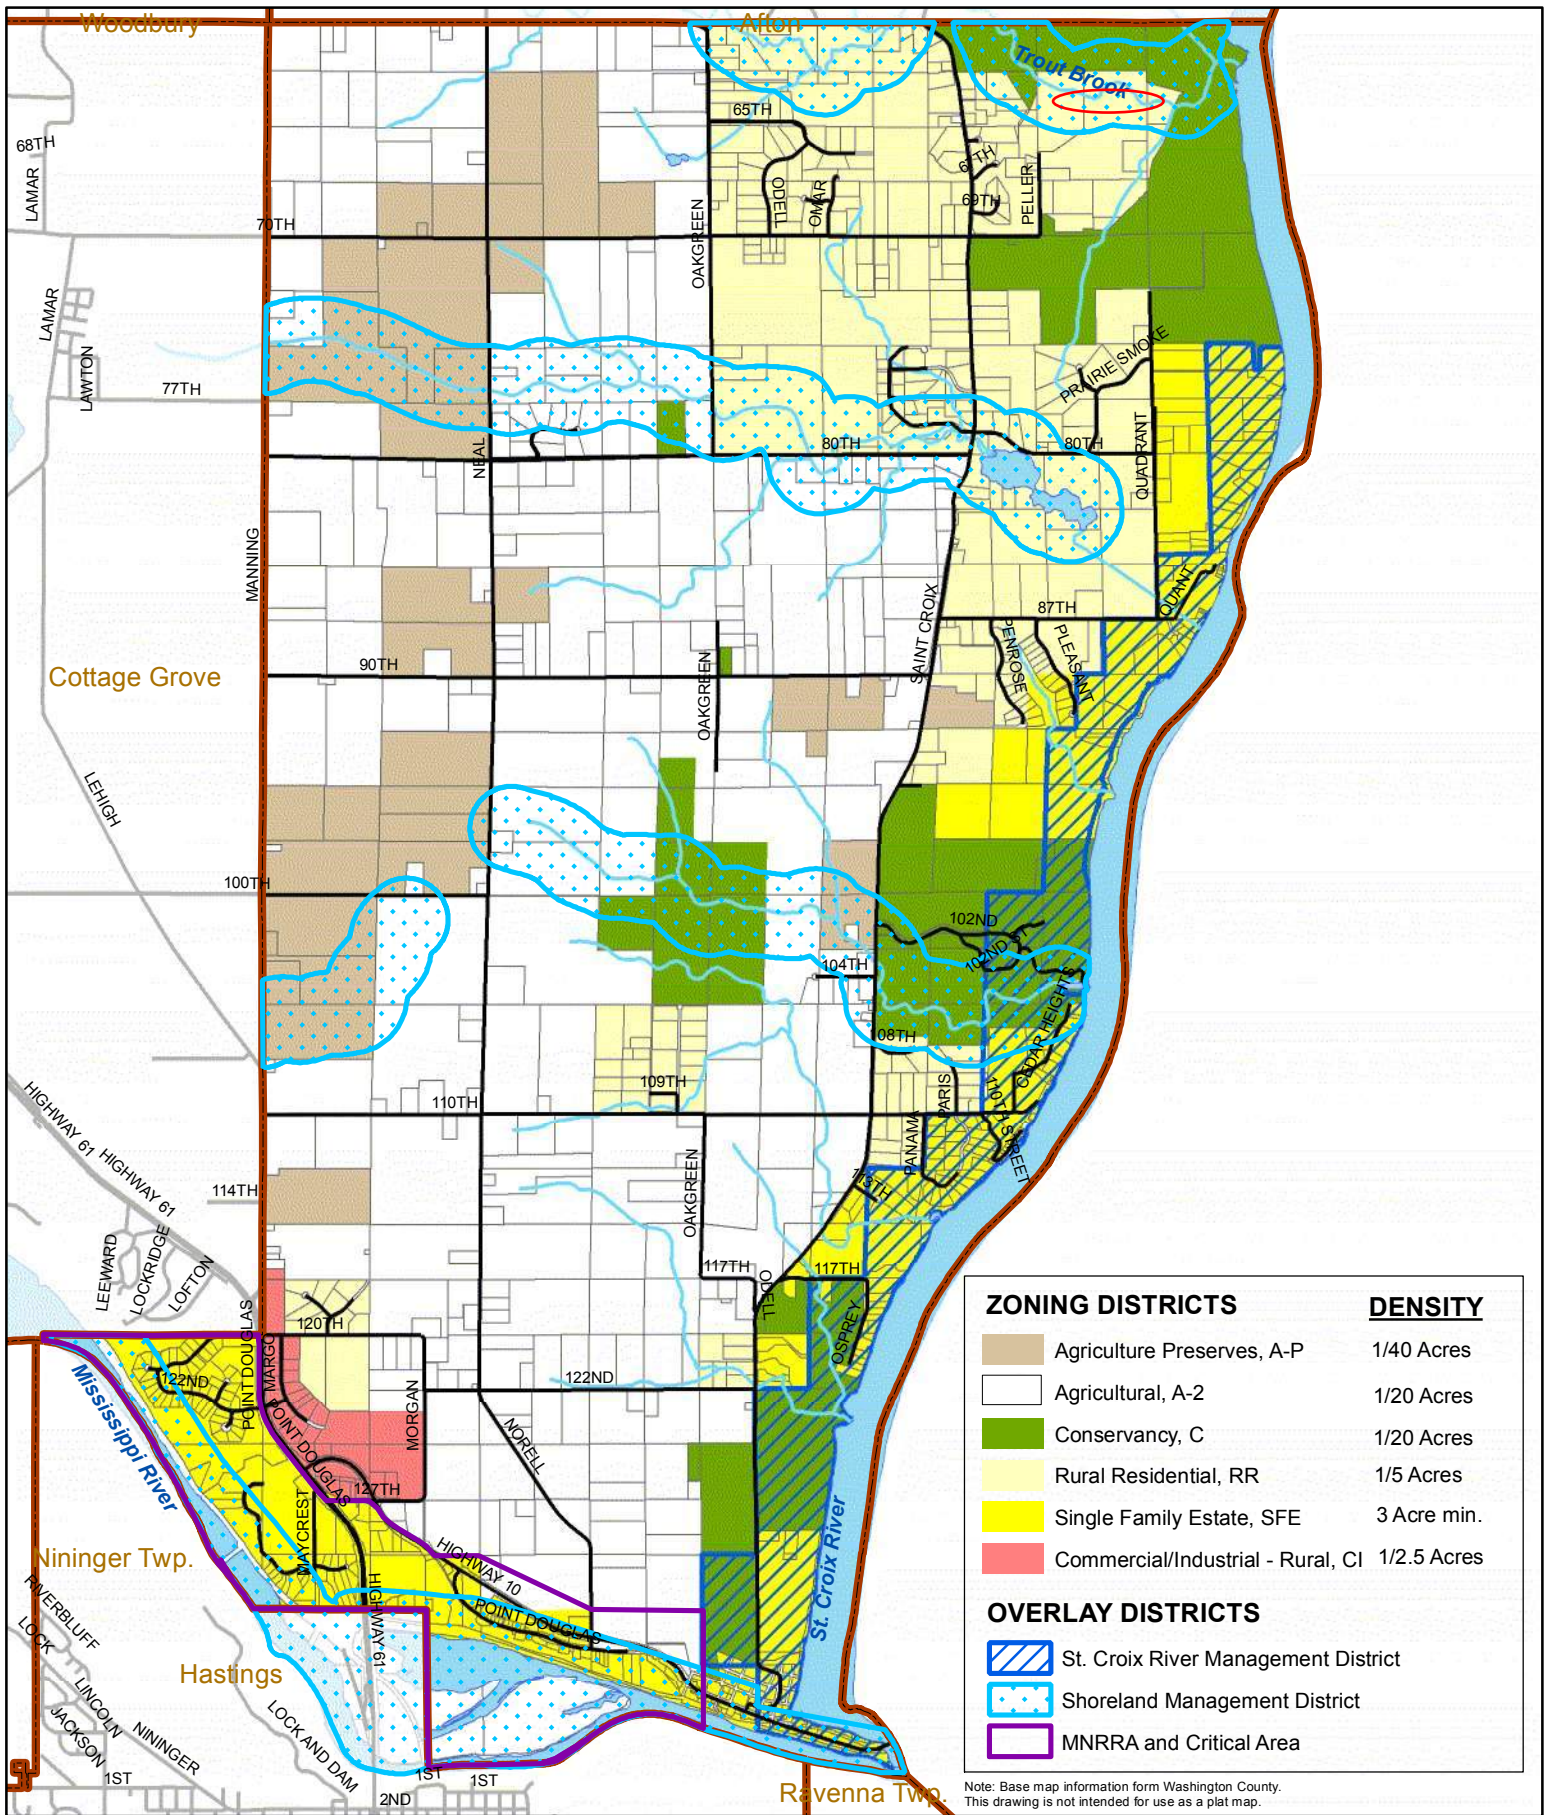 Woodbury
Afton
Trout Brook
65TH
68TH
LAMAR
67TH
ODELL
OMAR
69TH
PELLER
OAKGREEN
70TH
LAMAR
LAWTON
77TH
PRAIRIE SMOKE
NEAL
80TH
80TH
QUADRANT
MANNING
SAINT CROIX
87TH
QUANT
PENROSE
PLEASANT
90TH
OAKGREEN
Cottage Grove
LEHIGH
100TH
102ND
102ND ST
104TH
CEDAR HEIGHTS
108TH
109TH
110TH
PARIS
110TH STREET
PANAMA
HIGHWAY 61
HIGHWAY 61
114TH
113TH
OAKGREEN
LEEWARD
LOCKRIDGE
LOFTON
117TH
117TH
ODELL
OSPREY
POINT DOUGLAS
MARGO
120TH
122ND
122ND
Mississippi River
POINT DOUGLAS
MORGAN
NORELL
127TH
MAYCREST
HIGHWAY 10
HIGHWAY 61
POINT DOUGLAS
St. Croix River
Nininger Twp.
RIVERBLUFF
LOCK
Hastings
LINCOLN
JACKSON
NININGER
LOCK AND DAM
1ST
1ST
1ST
2ND
Ravenna Twp.
ZONING DISTRICTS DENSITY
Agriculture Preserves, A-P 1/40 Acres
Agricultural, A-2 1/20 Acres
Conservancy, C 1/20 Acres
Rural Residential, RR 1/5 Acres
Single Family Estate, SFE 3 Acre min.
Commercial/Industrial - Rural, CI 1/2.5 Acres
OVERLAY DISTRICTS
St. Croix River Management District
Shoreland Management District
MNRRA and Critical Area
Note: Base map information form Washington County.
This drawing is not intended for use as a plat map.